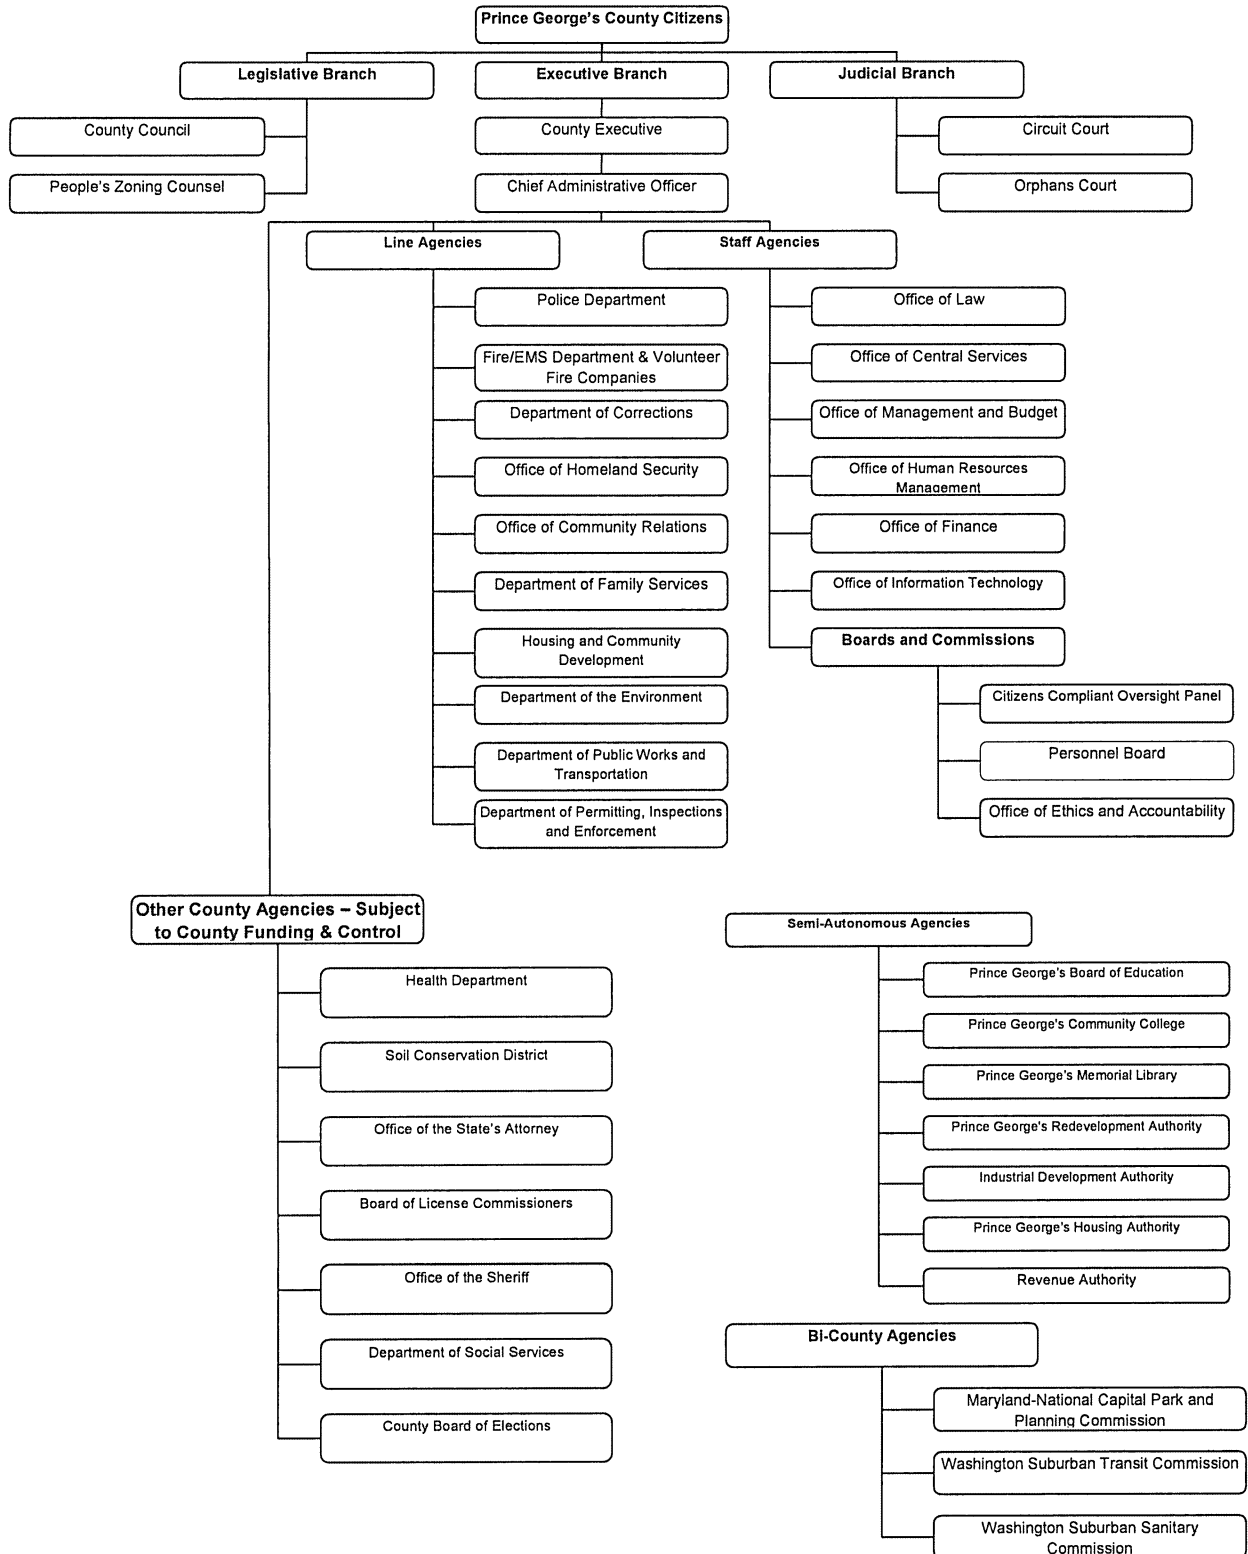 Prince George's County Citizens
Legislative Branch
Executive Branch
Judicial Branch
County Council
People's Zoning Counsel
County Executive
Chief Administrative Officer
Circuit Court
Orphans Court
Line Agencies
Staff Agencies
Police Department
Fire/EMS Department & Volunteer
Fire Companies
Department of Corrections
Office of Homeland Security
Office of Community Relations
Department of Family Services
Housing and Community
Development
Department of the Environment
Department of Public Works and
Transportation
Department of Permitting, Inspections
and Enforcement
Office of Law
Office of Central Services
Office of Management and Budget
Office of Human Resources
Management
Office of Finance
Office of Information Technology
Boards and Commissions
Citizens Compliant Oversight Panel
Personnel Board
Office of Ethics and Accountability
Other County Agencies – Subject
to County Funding & Control
Health Department
Soil Conservation District
Office of the State's Attorney
Board of License Commissioners
Office of the Sheriff
Department of Social Services
County Board of Elections
Semi-Autonomous Agencies
Prince George's Board of Education
Prince George's Community College
Prince George's Memorial Library
Prince George's Redevelopment Authority
Industrial Development Authority
Prince George's Housing Authority
Revenue Authority
Bi-County Agencies
Maryland-National Capital Park and
Planning Commission
Washington Suburban Transit Commission
Washington Suburban Sanitary
Commission